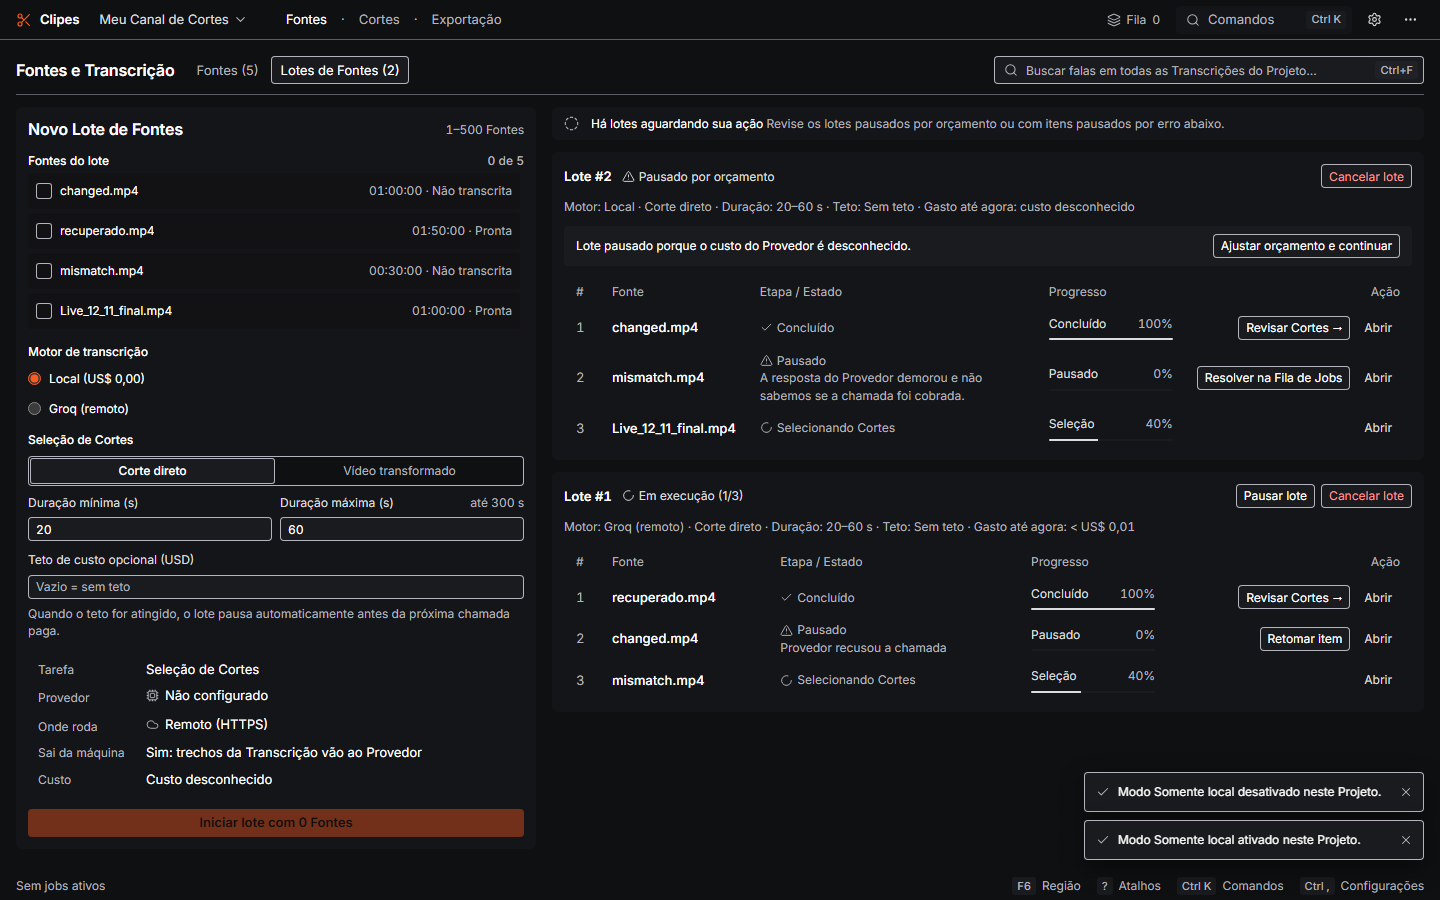 Clipes Meu Canal de Cortes Fontes · Cortes · Exportação Fila 0 Comandos Ctrl K
Fontes e Transcrição Fontes (5) Lotes de Fontes (2) Buscar falas em todas as Transcrições do Projeto... Ctrl+F
Novo Lote de Fontes 1–500 Fontes
Fontes do lote 0 de 5
changed.mp4 01:00:00 · Não transcrita
recuperado.mp4 01:50:00 · Pronta
mismatch.mp4 00:30:00 · Não transcrita
Live_12_11_final.mp4 01:00:00 · Pronta
Motor de transcrição
Local (US$ 0,00)
Groq (remoto)
Seleção de Cortes
Corte direto Vídeo transformado
Duração mínima (s) Duração máxima (s) até 300 s
20 60
Teto de custo opcional (USD)
Vazio = sem teto
Quando o teto for atingido, o lote pausa automaticamente antes da próxima chamada
paga.
Tarefa Seleção de Cortes
Provedor Não configurado
Onde roda Remoto (HTTPS)
Sai da máquina Sim: trechos da Transcrição vão ao Provedor
Custo Custo desconhecido
Iniciar lote com 0 Fontes
Há lotes aguardando sua ação Revise os lotes pausados por orçamento ou com itens pausados por erro abaixo.
Lote #2 Pausado por orçamento Cancelar lote
Motor: Local · Corte direto · Duração: 20–60 s · Teto: Sem teto · Gasto até agora: custo desconhecido
Lote pausado porque o custo do Provedor é desconhecido. Ajustar orçamento e continuar
# Fonte Etapa / Estado Progresso Ação
1 changed.mp4 Concluído Concluído 100% Revisar Cortes → Abrir
2 mismatch.mp4 Pausado Pausado 0% Resolver na Fila de Jobs Abrir
A resposta do Provedor demorou e não
sabemos se a chamada foi cobrada.
3 Live_12_11_final.mp4 Selecionando Cortes Seleção 40% Abrir
Lote #1 Em execução (1/3) Pausar lote Cancelar lote
Motor: Groq (remoto) · Corte direto · Duração: 20–60 s · Teto: Sem teto · Gasto até agora: < US$ 0,01
# Fonte Etapa / Estado Progresso Ação
1 recuperado.mp4 Concluído Concluído 100% Revisar Cortes → Abrir
2 changed.mp4 Pausado Pausado 0% Retomar item Abrir
Provedor recusou a chamada
3 mismatch.mp4 Selecionando Cortes Seleção 40% Abrir
Modo Somente local desativado neste Projeto.
Modo Somente local ativado neste Projeto.
Sem jobs ativos F6 Região ? Atalhos Ctrl K Comandos Ctrl , Configurações